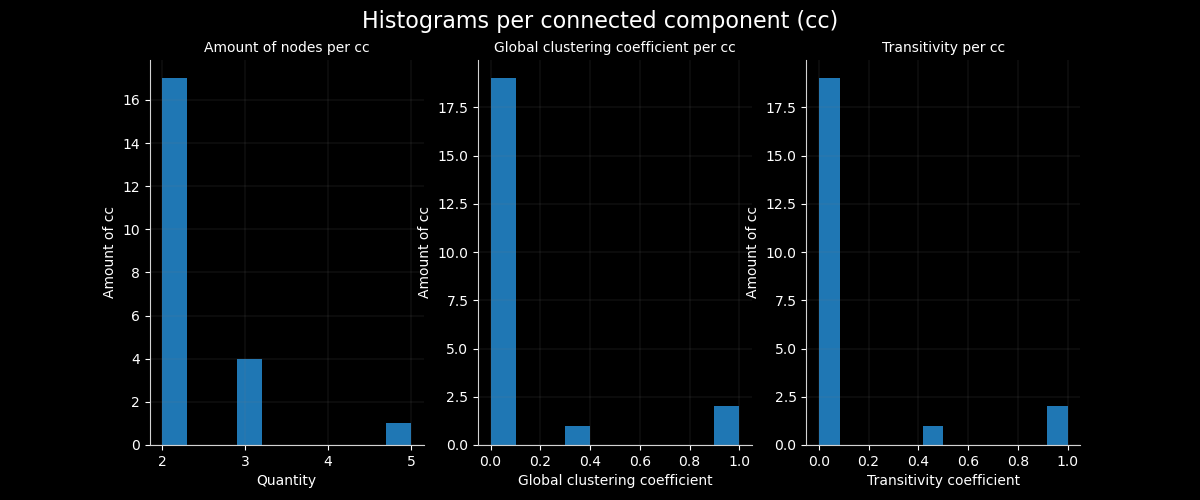 Histograms per connected component (cc)
Amount of nodes per cc
Amount of cc
16
14
12
10
8
6
4
2
0
2 3 4 5
Quantity
Global clustering coefficient per cc
Amount of cc
17.5
15.0
12.5
10.0
7.5
5.0
2.5
0.0
0.0 0.2 0.4 0.6 0.8 1.0
Global clustering coefficient
Transitivity per cc
Amount of cc
17.5
15.0
12.5
10.0
7.5
5.0
2.5
0.0
0.0 0.2 0.4 0.6 0.8 1.0
Transitivity coefficient